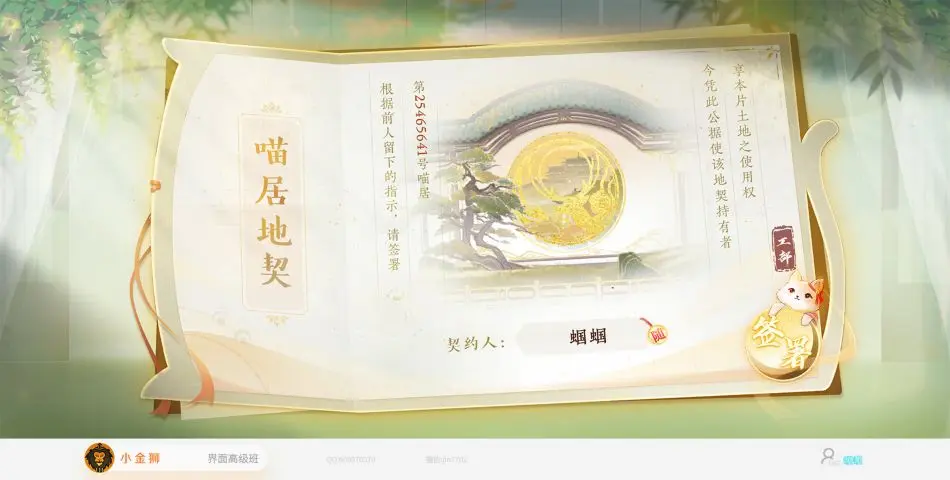 喵居地契
根据前人留下的指示，请签署
第25465641号喵居
今凭此公据使该地契持有者
享本片土地之使用权
工部
契约人：
蝈蝈
随
签署
小金狮
界面高级班